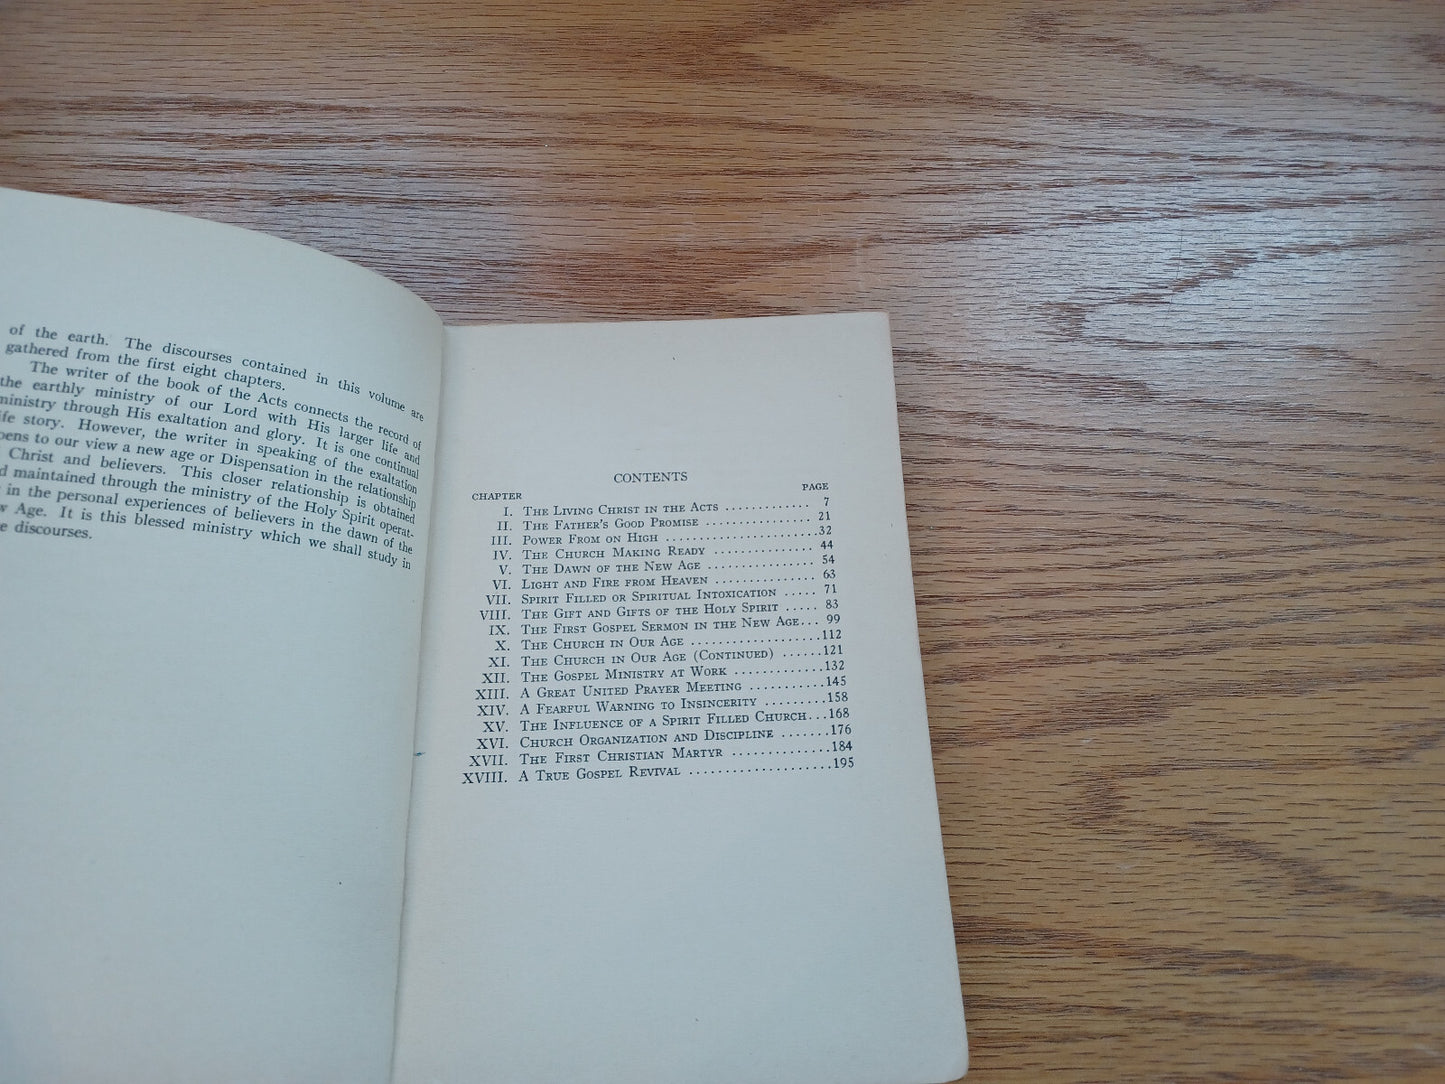 of the earth. The discourses contained in this volume are
gathered from the first eight chapters.
The writer of the book of the Acts connects the record of
the earthly ministry of our Lord with His larger life and
ministry through His exaltation and glory. It is one continual
ife story. However, the writer in speaking of the exaltation
pens to our view a new age or Dispensation in the relationship
Christ and believers. This closer relationship is obtained
d maintained through the ministry of the Holy Spirit operat-
in the personal experiences of believers in the dawn of the
w Age. It is this blessed ministry which we shall study in
e discourses.
CONTENTS
CHAPTER PAGE
I. THE LIVING CHRIST IN THE ACTS ............. 7
II. THE FATHER'S GOOD PROMISE ................ 21
III. POWER FROM ON HIGH .......................32
IV. THE CHURCH MAKING READY ............... 44
V. THE DAWN OF THE NEW AGE ................ 54
VI. LIGHT AND FIRE FROM HEAVEN ............... 63
VII. SPIRIT FILLED OR SPIRITUAL INTOXICATION ..... 71
VIII. THE GIFT AND GIFTS OF THE HOLY SPIRIT ..... 83
IX. THE FIRST GOSPEL SERMON IN THE NEW AGE... 99
X. THE CHURCH IN OUR AGE ...................112
XI. THE CHURCH IN OUR AGE (CONTINUED) ......121
XII. THE GOSPEL MINISTRY AT WORK .............132
XIII. A GREAT UNITED PRAYER MEETING ...........145
XIV. A FEARFUL WARNING TO INSINCERITY .........158
XV. THE INFLUENCE OF A SPIRIT FILLED CHURCH...168
XVI. CHURCH ORGANIZATION AND DISCIPLINE .......176
XVII. THE FIRST CHRISTIAN MARTYR ..............184
XVIII. A TRUE GOSPEL REVIVAL ....................195